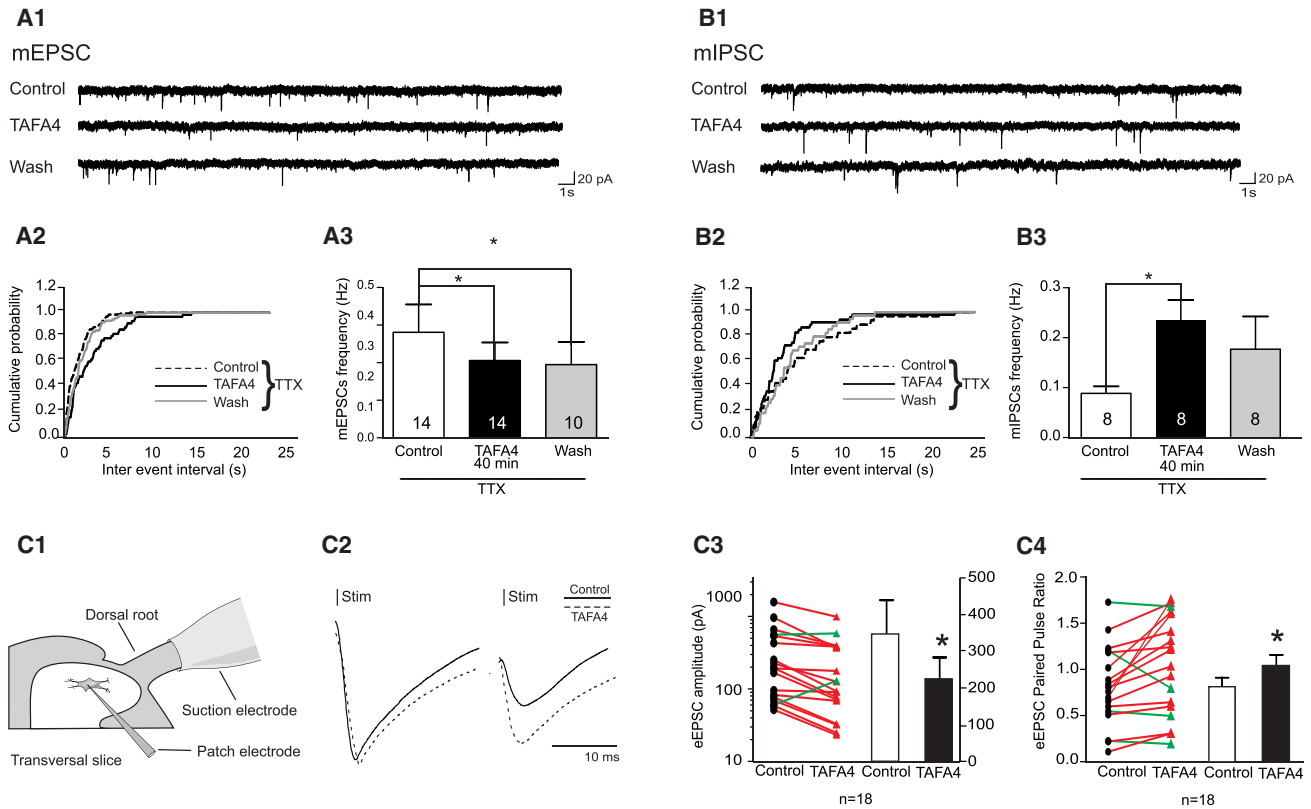 A1
mEPSC
Control
TAFA4
Wash
20 pA
1s
B1
mIPSC
Control
TAFA4
Wash
20 pA
1s
A2
Cumulative probability
1.2
1.0
0.8
0.6
0.4
0.2
0.0
0 5 10 15 20 25
Inter event interval (s)
Control
TAFA4
Wash
} TTX
A3
mEPSCs frequency (Hz)
0.5
0.4
0.3
0.2
0.1
0.0
*
*
14 14 10
Control TAFA4 Wash
40 min
TTX
B2
Cumulative probability
1.2
1.0
0.8
0.6
0.4
0.2
0.0
0 5 10 15 20 25
Inter event interval (s)
Control
TAFA4
Wash
} TTX
B3
mIPSCs frequency (Hz)
0.3
0.2
0.1
0.0
*
8 8 8
Control TAFA4 Wash
40 min
TTX
C1
Dorsal root
Suction electrode
Patch electrode
Transversal slice
C2
Stim
Stim
Control
TAFA4
10 ms
C3
eEPSC amplitude (pA)
1000
100
10
500
400
300
200
100
0
*
Control TAFA4 Control TAFA4
n=18
C4
eEPSC Paired Pulse Ratio
2.0
1.5
1.0
0.5
0.0
*
Control TAFA4 Control TAFA4
n=18